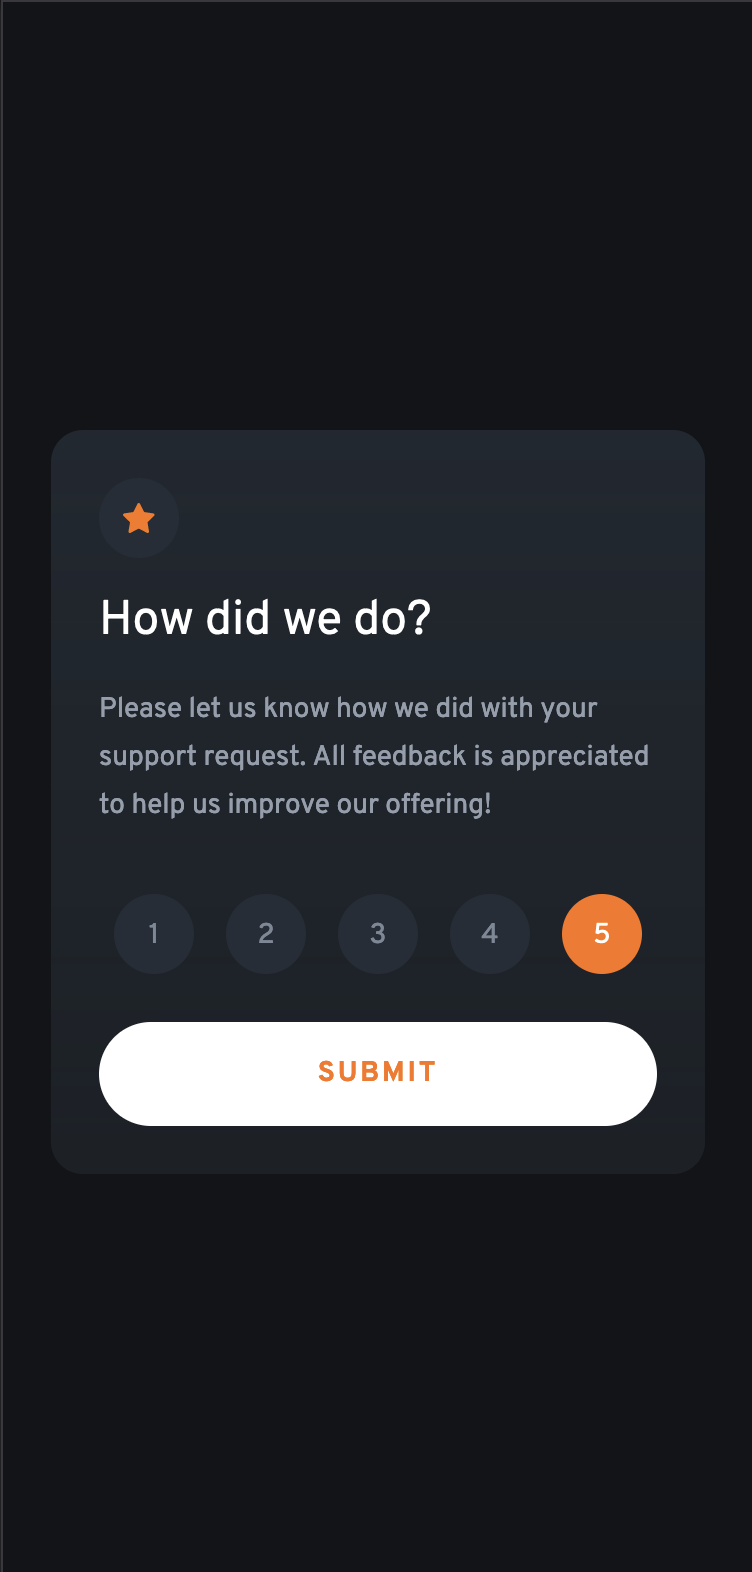 How did we do?
Please let us know how we did with your
support request. All feedback is appreciated
to help us improve our offering!
1 2 3 4 5
SUBMIT